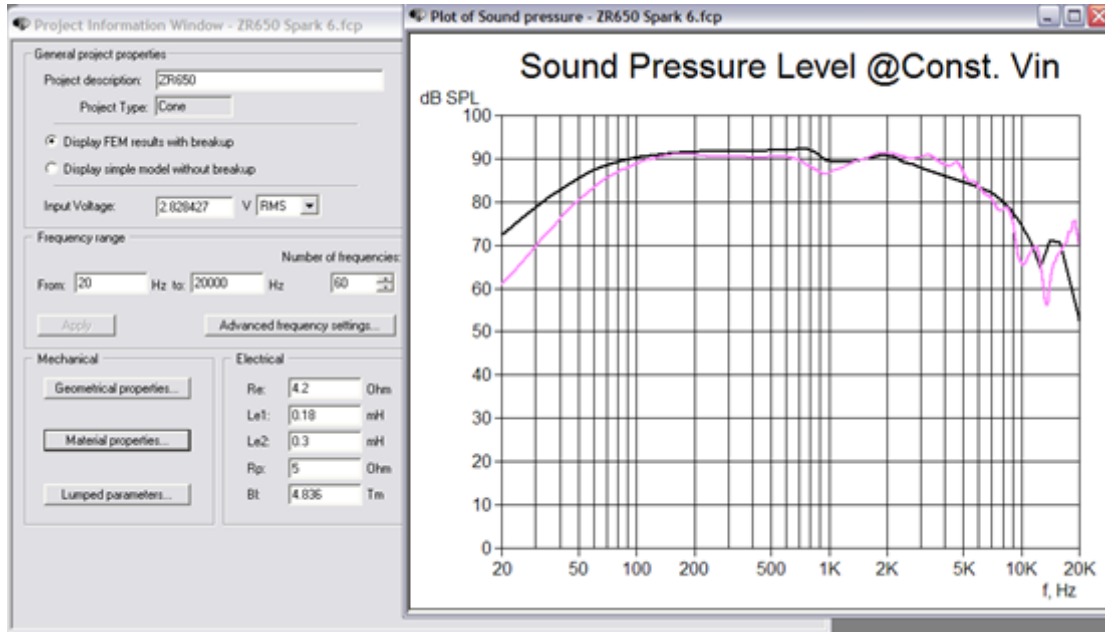 Project Information Window - ZR650 Spark 6.fcp
General project properties
Project description: ZR650
Project Type: Cone
Display FEM results with breakup
Display simple model without breakup
Input Voltage: 2.828427 V RMS
Frequency range
Number of frequencies:
From: 20 Hz to: 20000 Hz 60
Apply Advanced frequency settings...
Mechanical Electrical
Geometrical properties... Re: 4.2 Ohm
Le1: 0.18 mH
Material properties... Le2: 0.3 mH
Rp: 5 Ohm
Lumped parameters... Bl: 4.836 Tm
Plot of Sound pressure - ZR650 Spark 6.fcp
Sound Pressure Level @Const. Vin
dB SPL
100
90
80
70
60
50
40
30
20
10
0
20 50 100 200 500 1K 2K 5K 10K 20K
f, Hz